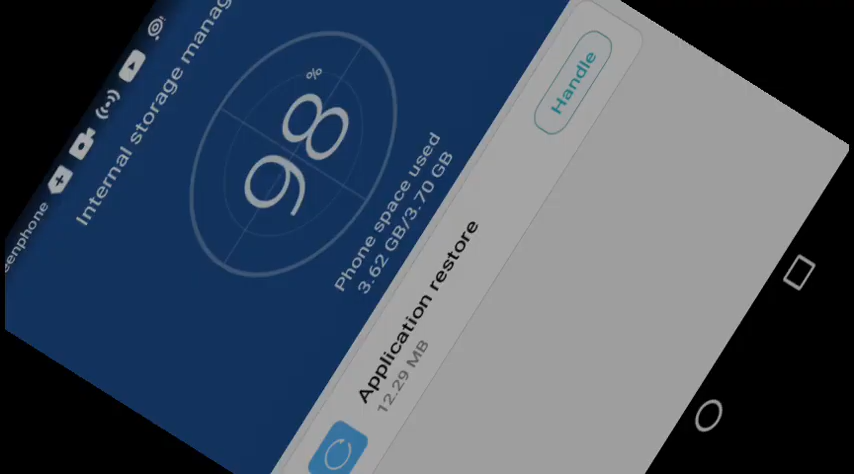 eenphone
Internal storage manag
98
%
Phone space used
3.62 GB/3.70 GB
Application restore
12.29 MB
Handle